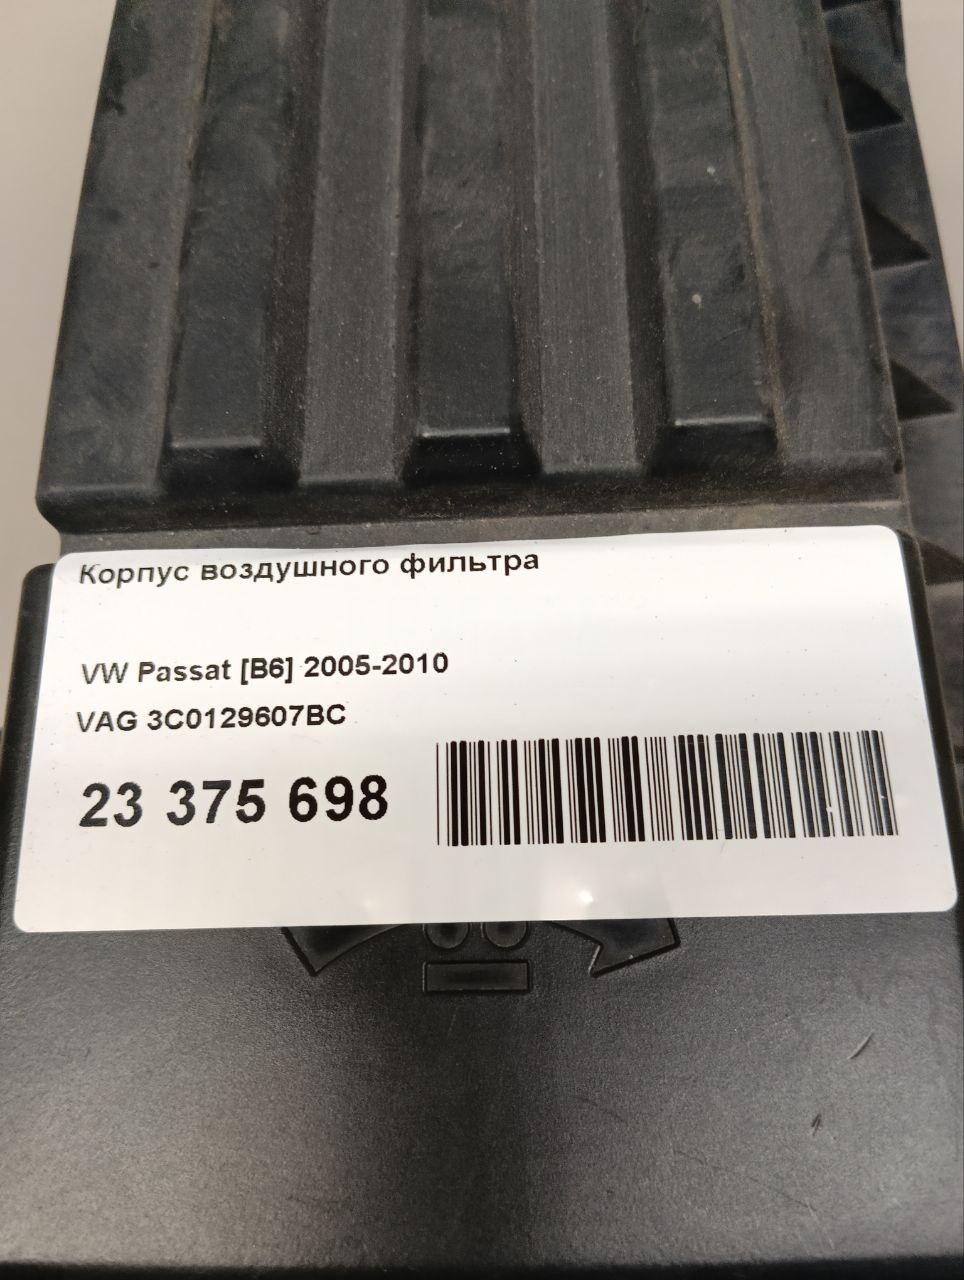 Корпус воздушного фильтра
VW Passat [B6] 2005-2010
VAG 3C0129607BC
23 375 698